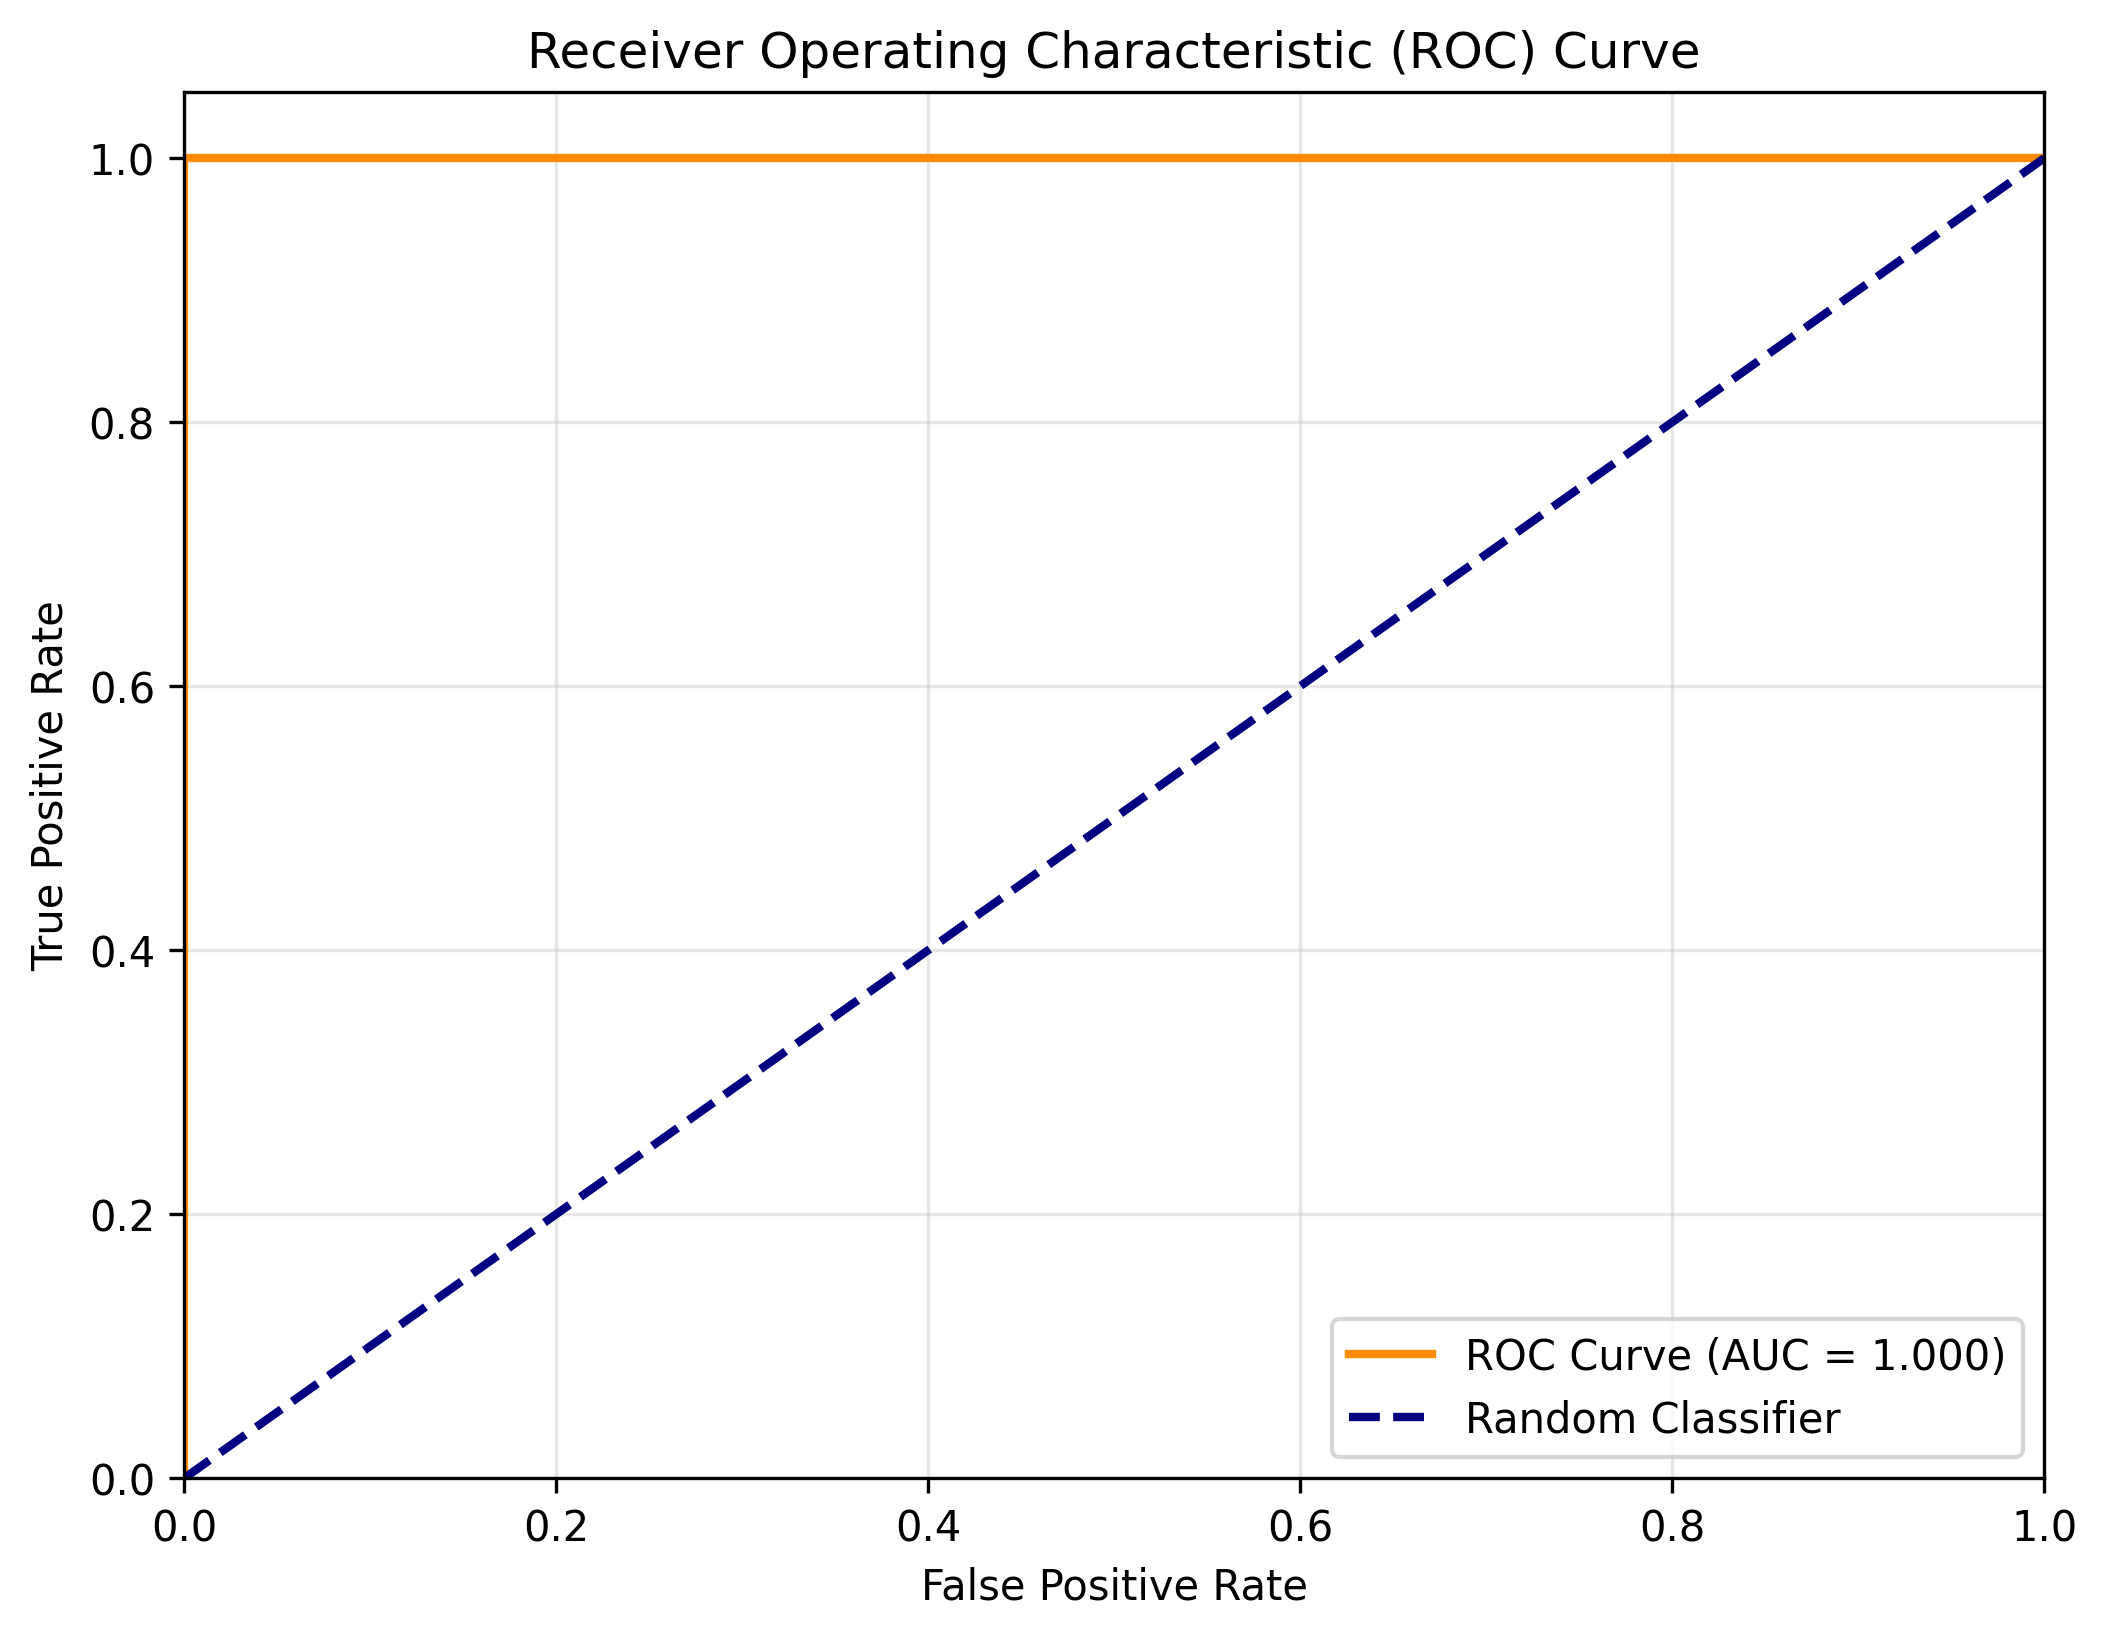 Receiver Operating Characteristic (ROC) Curve
1.0
0.8
0.6
0.4
0.2
0.0
True Positive Rate
0.0 0.2 0.4 0.6 0.8 1.0
False Positive Rate
ROC Curve (AUC = 1.000)
Random Classifier